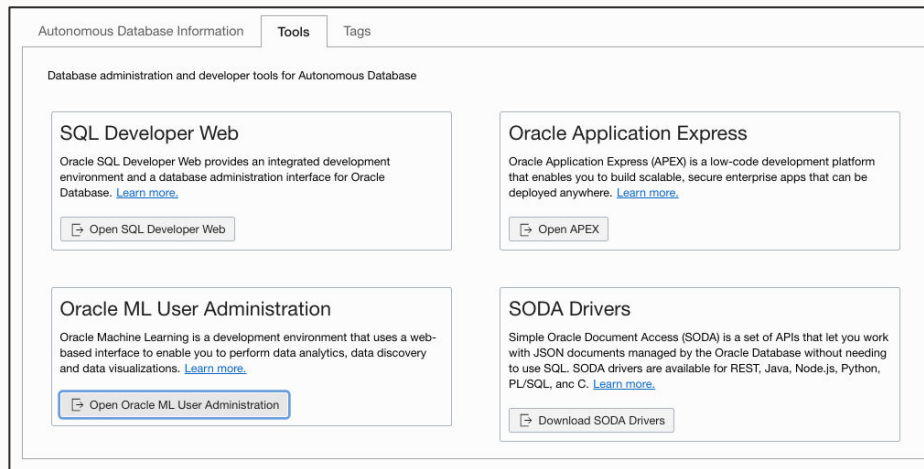 Autonomous Database Information
Tools
Tags
Database administration and developer tools for Autonomous Database
SQL Developer Web
Oracle SQL Developer Web provides an integrated development
environment and a database administration interface for Oracle
Database. Learn more.
Open SQL Developer Web
Oracle Application Express
Oracle Application Express (APEX) is a low-code development platform
that enables you to build scalable, secure enterprise apps that can be
deployed anywhere. Learn more.
Open APEX
Oracle ML User Administration
Oracle Machine Learning is a development environment that uses a web-
based interface to enable you to perform data analytics, data discovery
and data visualizations. Learn more.
Open Oracle ML User Administration
SODA Drivers
Simple Oracle Document Access (SODA) is a set of APIs that let you work
with JSON documents managed by the Oracle Database without needing
to use SQL. SODA drivers are available for REST, Java, Node.js, Python,
PL/SQL, anc C. Learn more.
Download SODA Drivers